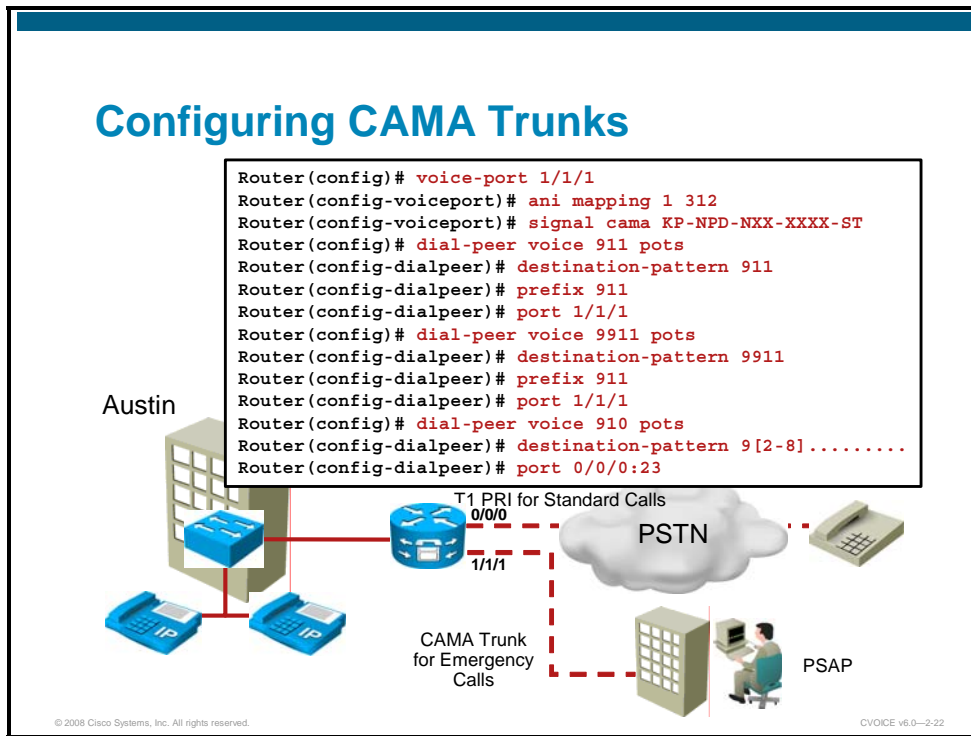 Configuring CAMA Trunks
Router(config)# voice-port 1/1/1
Router(config-voiceport)# ani mapping 1 312
Router(config-voiceport)# signal cama KP-NPD-NXX-XXXX-ST
Router(config)# dial-peer voice 911 pots
Router(config-dialpeer)# destination-pattern 911
Router(config-dialpeer)# prefix 911
Router(config-dialpeer)# port 1/1/1
Router(config)# dial-peer voice 9911 pots
Router(config-dialpeer)# destination-pattern 9911
Router(config-dialpeer)# prefix 911
Router(config-dialpeer)# port 1/1/1
Router(config)# dial-peer voice 910 pots
Router(config-dialpeer)# destination-pattern 9[2-8].........
Router(config-dialpeer)# port 0/0/0:23
Austin
T1 PRI for Standard Calls
0/0/0
PSTN
1/1/1
IP
IP
CAMA Trunk
for Emergency
Calls
PSAP
© 2008 Cisco Systems, Inc. All rights reserved.
CVOICE v6.0—2-22